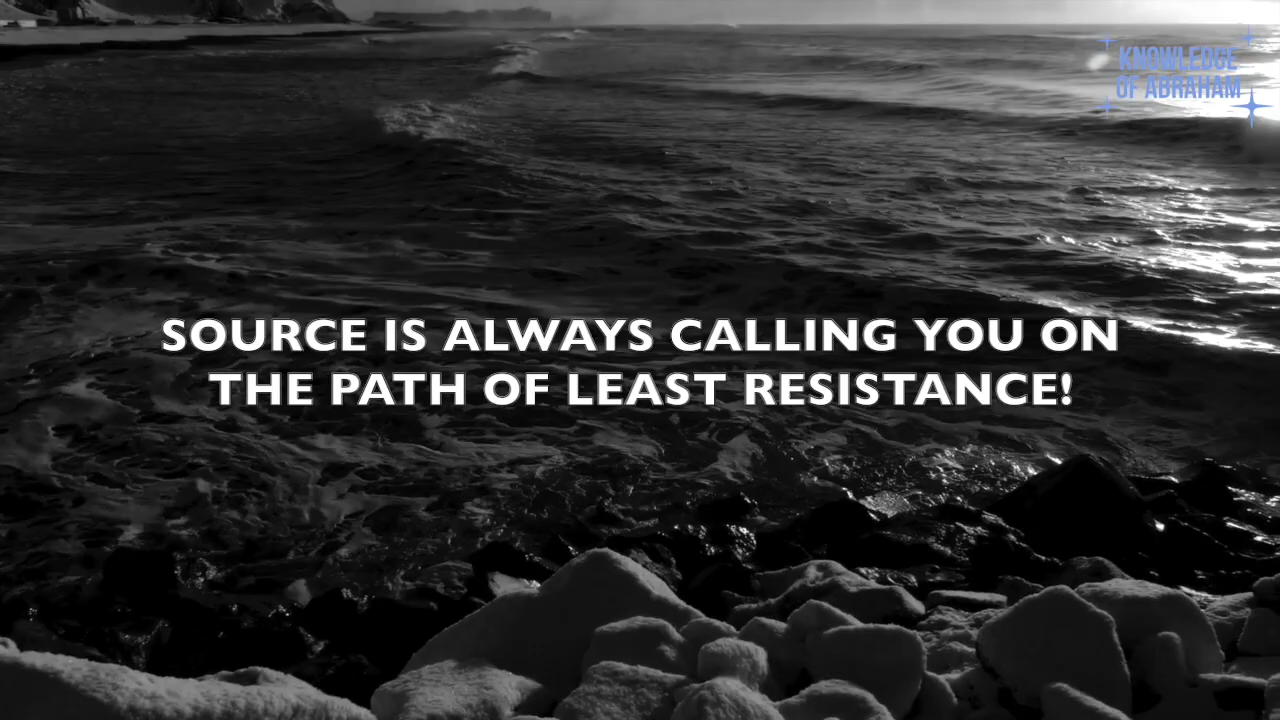 KNOWLEDGE
OF ABRAHAM
SOURCE IS ALWAYS CALLING YOU ON
THE PATH OF LEAST RESISTANCE!